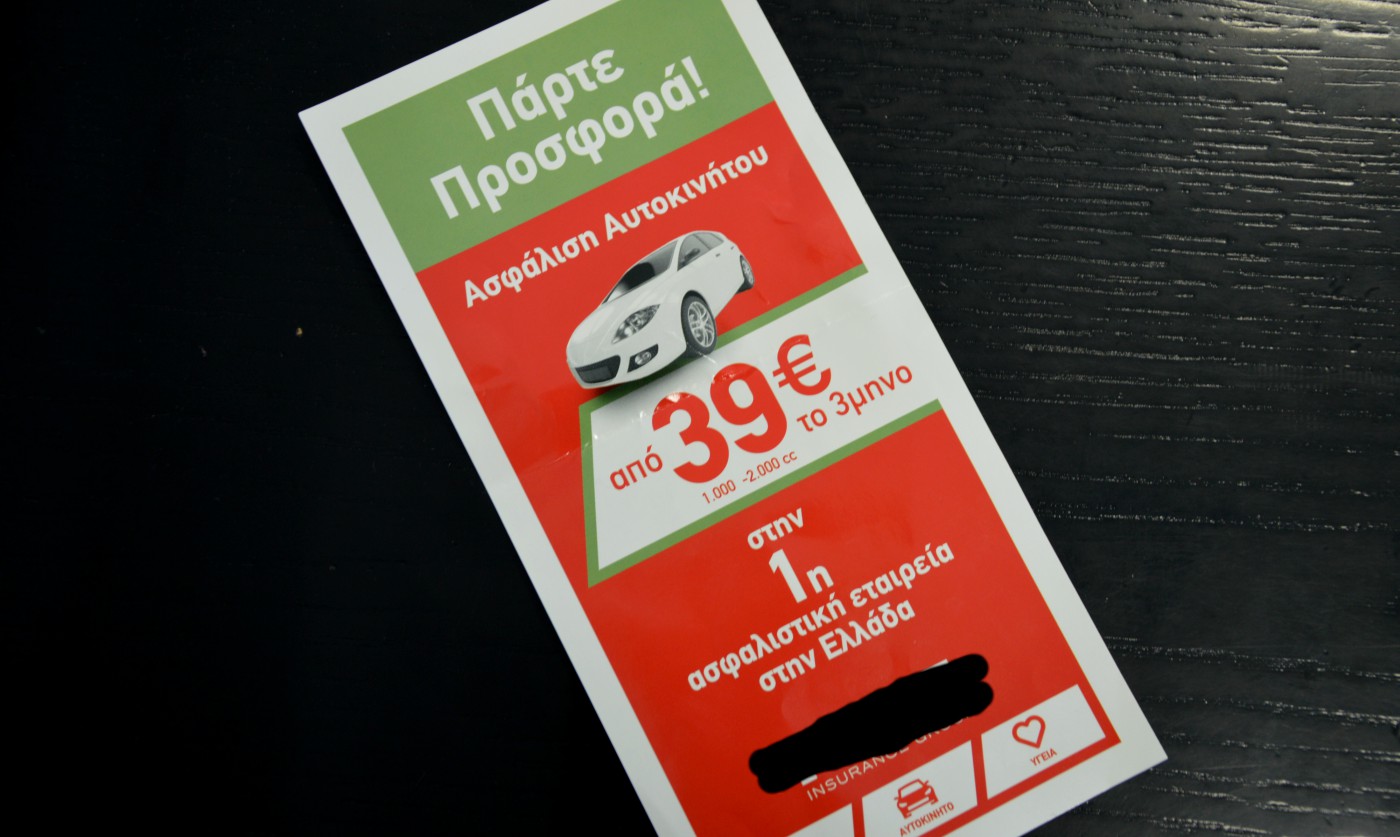 Πάρτε
Προσφορά!
Ασφάλιση Αυτοκινήτου
από 39€ το 3μηνο
1.000 -2.000 cc
στην
1η
ασφαλιστική εταιρεία
στην Ελλάδα
INSURANCE
ΑΥΤΟΚΙΝΗΤΟ
ΥΓΕΙΑ